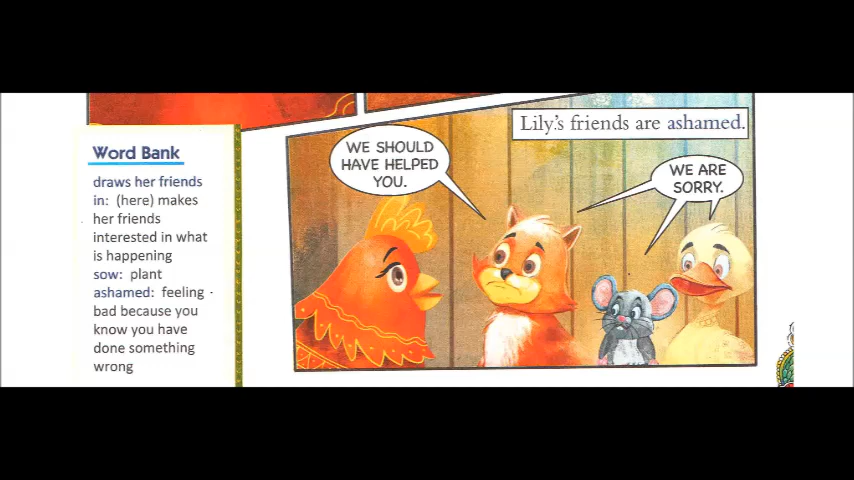 Lily's friends are ashamed.
WE SHOULD
HAVE HELPED
YOU.
WE ARE
SORRY.
Word Bank
draws her friends
in: (here) makes
her friends
interested in what
is happening
sow: plant
ashamed: feeling
bad because you
know you have
done something
wrong